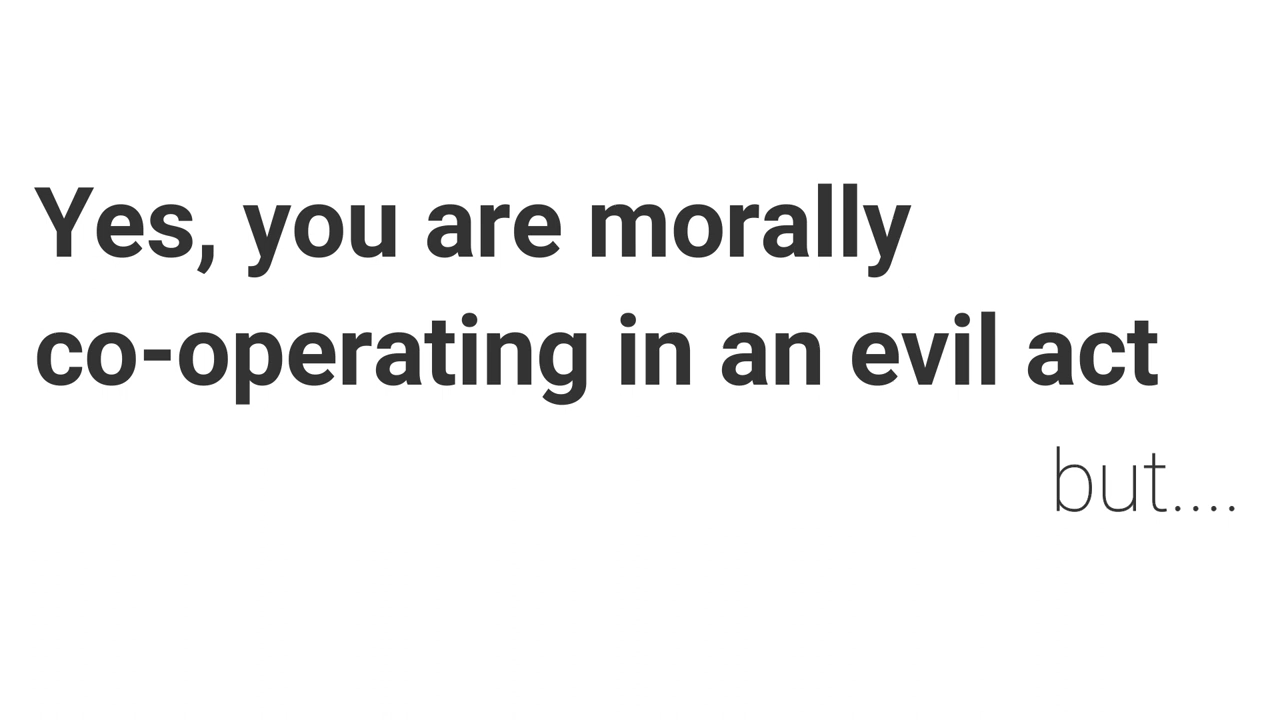 Yes, you are morally
co-operating in an evil act
but....